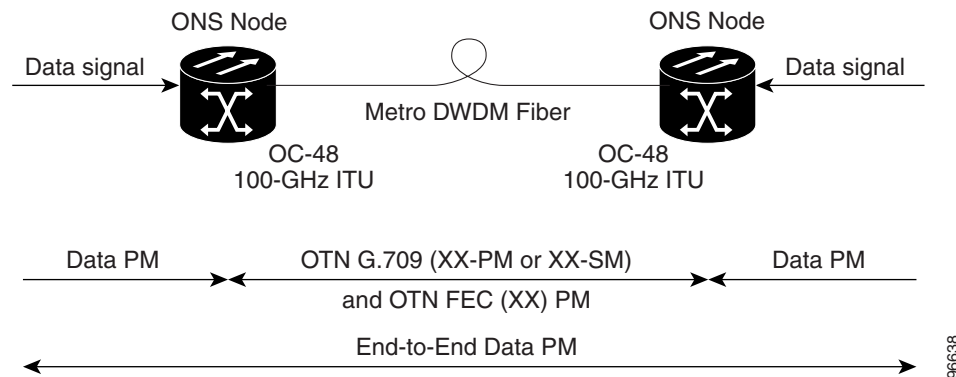 ONS Node
ONS Node
Data signal
Data signal
Metro DWDM Fiber
OC-48
100-GHz ITU
OC-48
100-GHz ITU
Data PM
OTN G.709 (XX-PM or XX-SM)
and OTN FEC (XX) PM
Data PM
End-to-End Data PM
96638